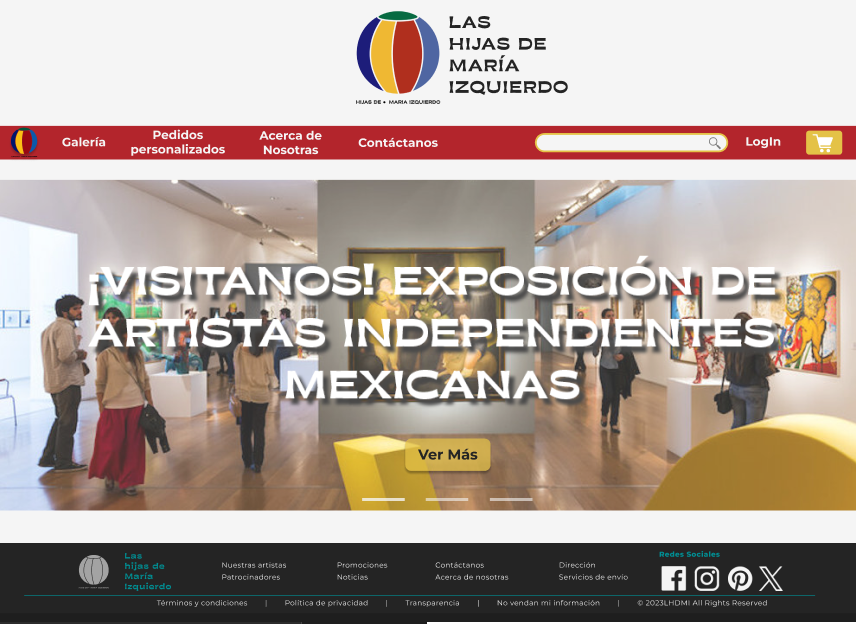 LAS
HIJAS DE
MARÍA
IZQUIERDO
HIJAS DE • MARIA IZQUIERDO
Galería
Pedidos
personalizados
Acerca de
Nosotras
Contáctanos
LogIn
¡VISITANOS! EXPOSICIÓN DE
ARTISTAS INDEPENDIENTES
MEXICANAS
Ver Más
Las
hijas de
María
Izquierdo
Nuestras artistas
Patrocinadores
Promociones
Noticias
Contáctanos
Acerca de nosotras
Dirección
Servicios de envio
Redes Sociales
Términos y condiciones | Política de privacidad | Transparencia | No vendan mi información | © 2023LHDMI All Rights Reserved